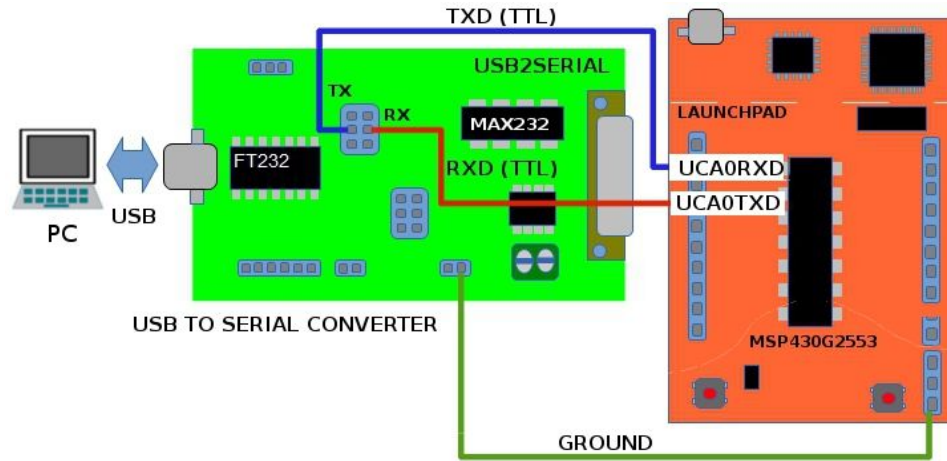 TXD (TTL)
USB2SERIAL
TX
RX
MAX232
LAUNCHPAD
FT232
RXD (TTL)
UCA0RXD
UCA0TXD
USB
PC
USB TO SERIAL CONVERTER
MSP430G2553
GROUND